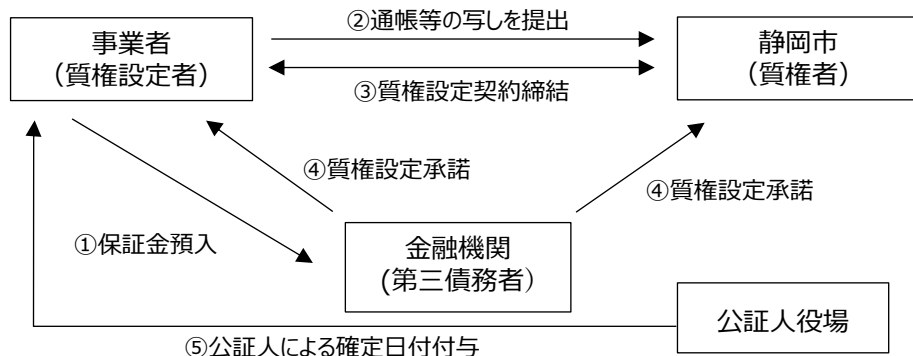 ②通帳等の写しを提出
事業者
（質権設定者）
静岡市
（質権者）
③質権設定契約締結
④質権設定承諾
④質権設定承諾
①保証金預入
金融機関
(第三債務者）
公証人役場
⑤公証人による確定日付付与